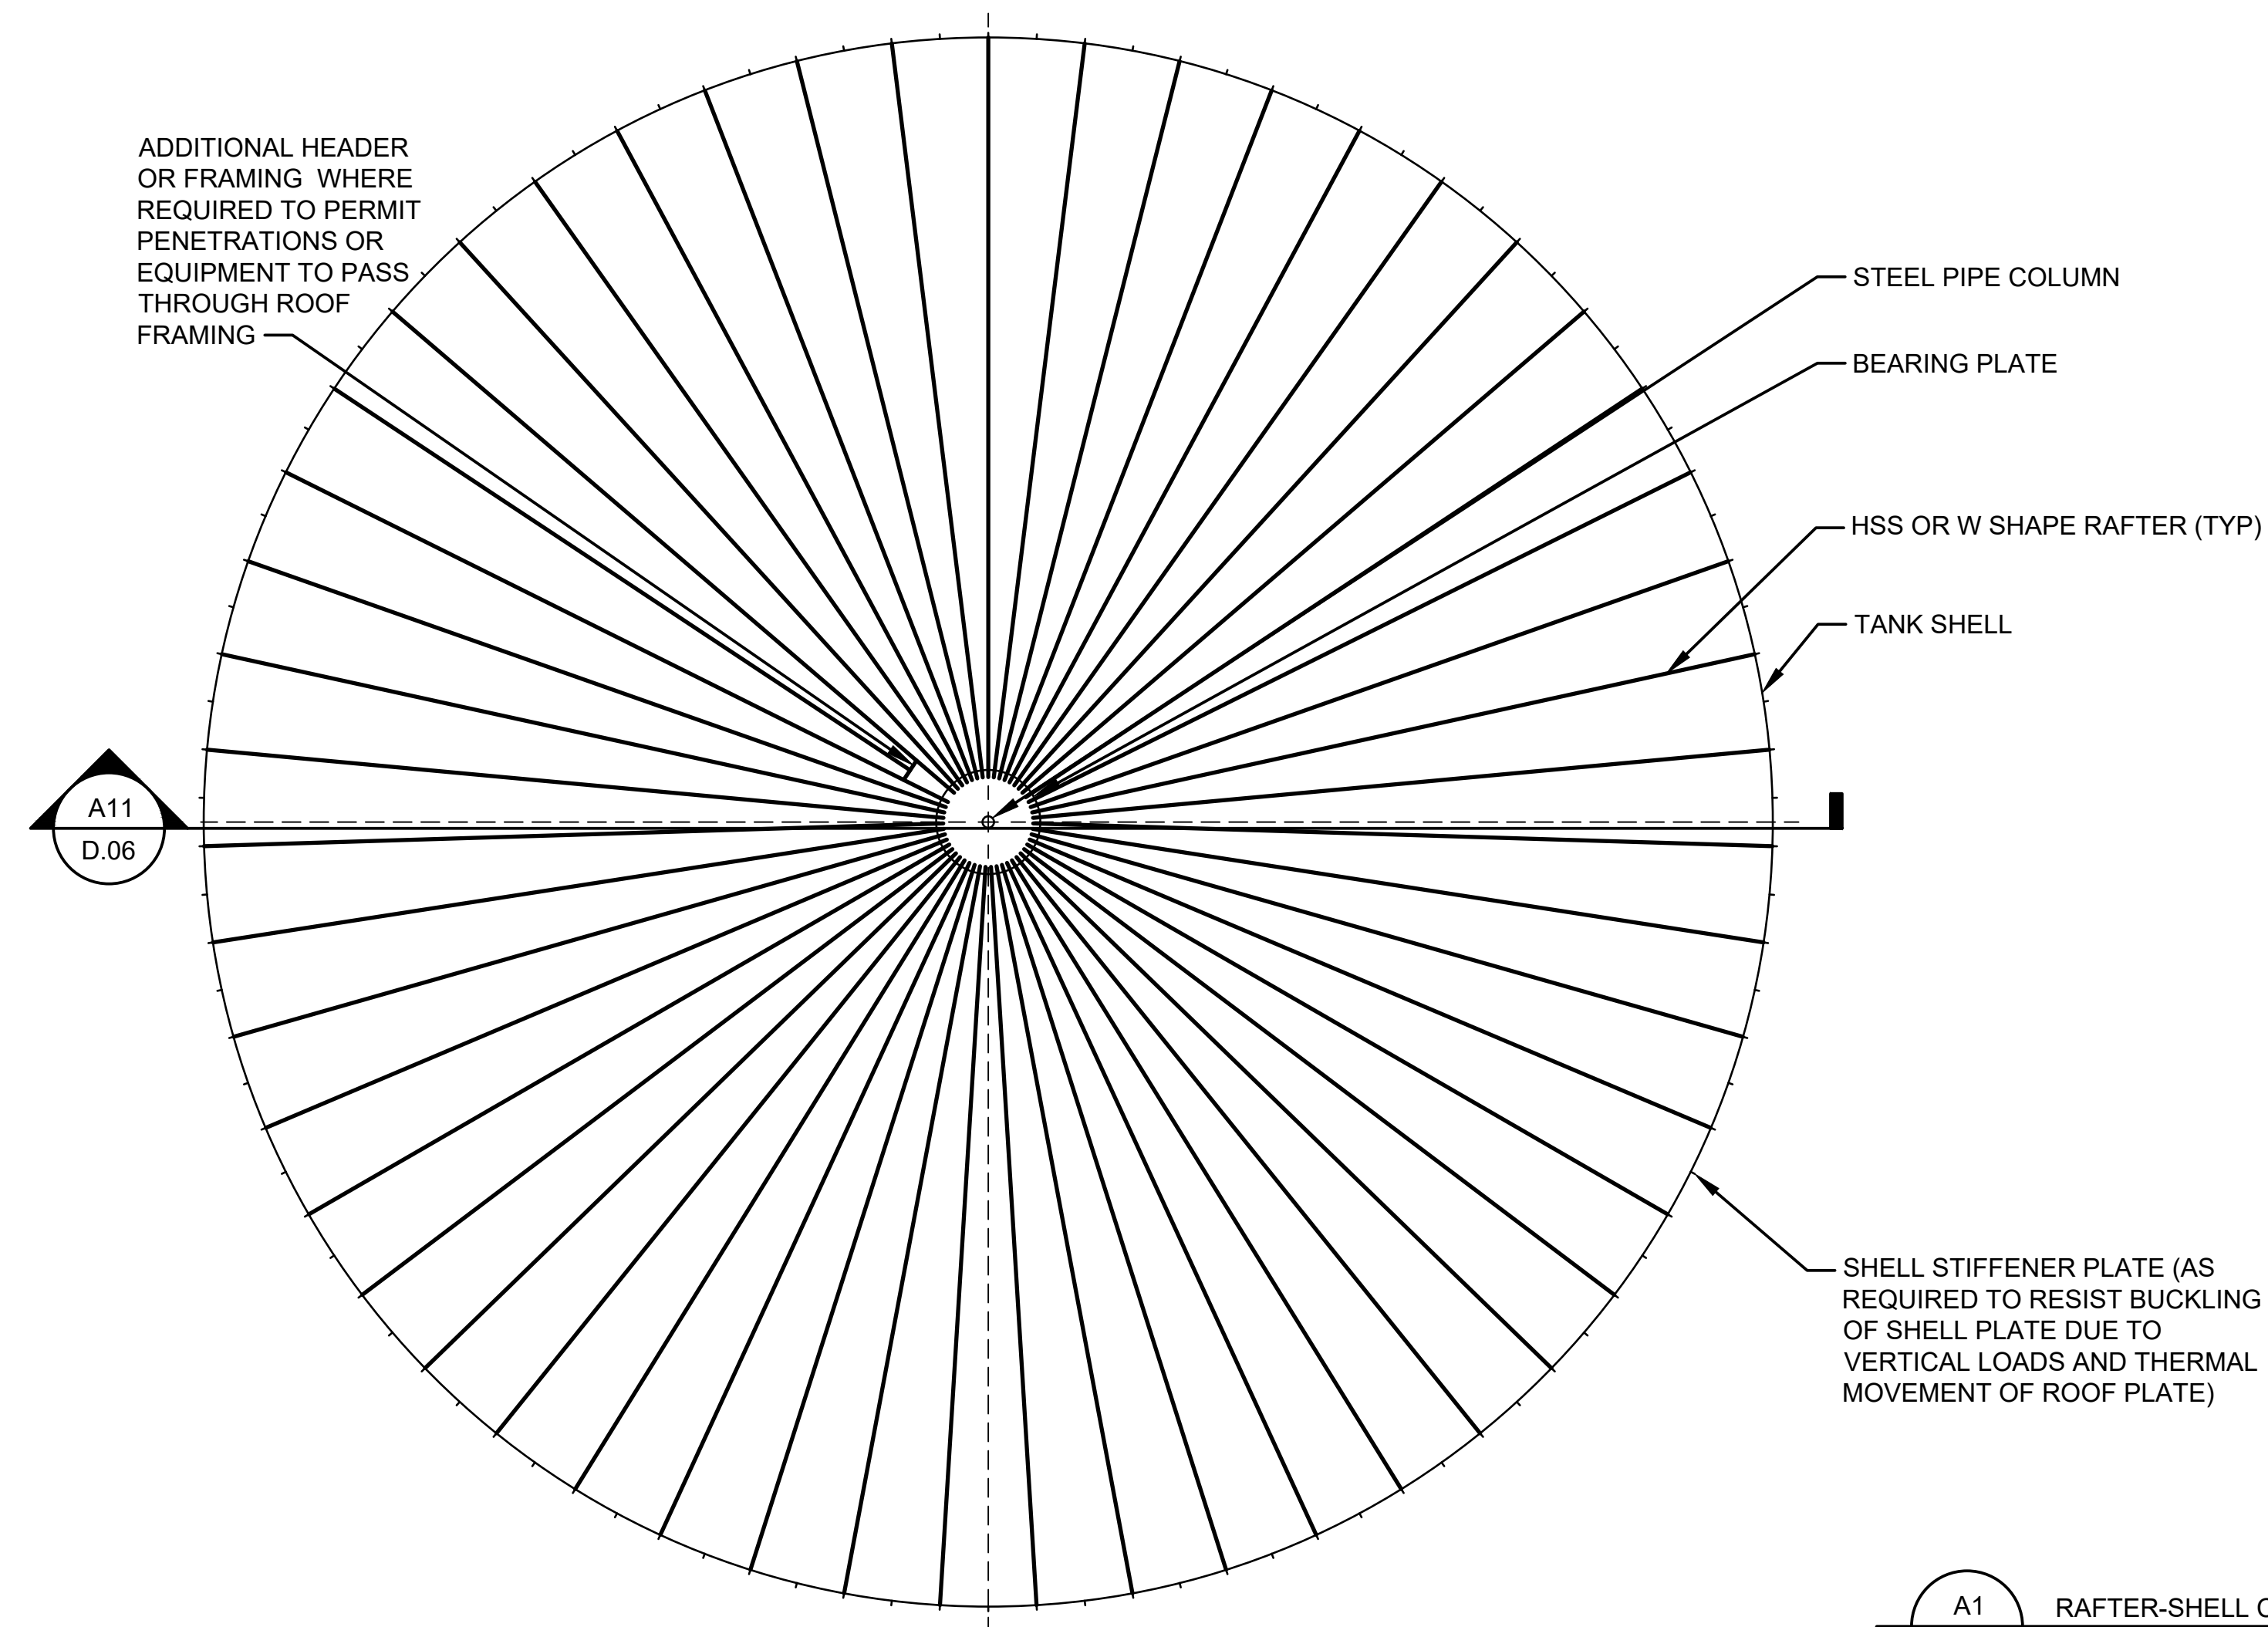 ADDITIONAL HEADER
OR FRAMING WHERE
REQUIRED TO PERMIT
PENETRATIONS OR
EQUIPMENT TO PASS
THROUGH ROOF
FRAMING
STEEL PIPE COLUMN
BEARING PLATE
HSS OR W SHAPE RAFTER (TYP)
TANK SHELL
A11
D.06
SHELL STIFFENER PLATE (AS
REQUIRED TO RESIST BUCKLING
OF SHELL PLATE DUE TO
VERTICAL LOADS AND THERMAL
MOVEMENT OF ROOF PLATE)
A1
RAFTER-SHELL